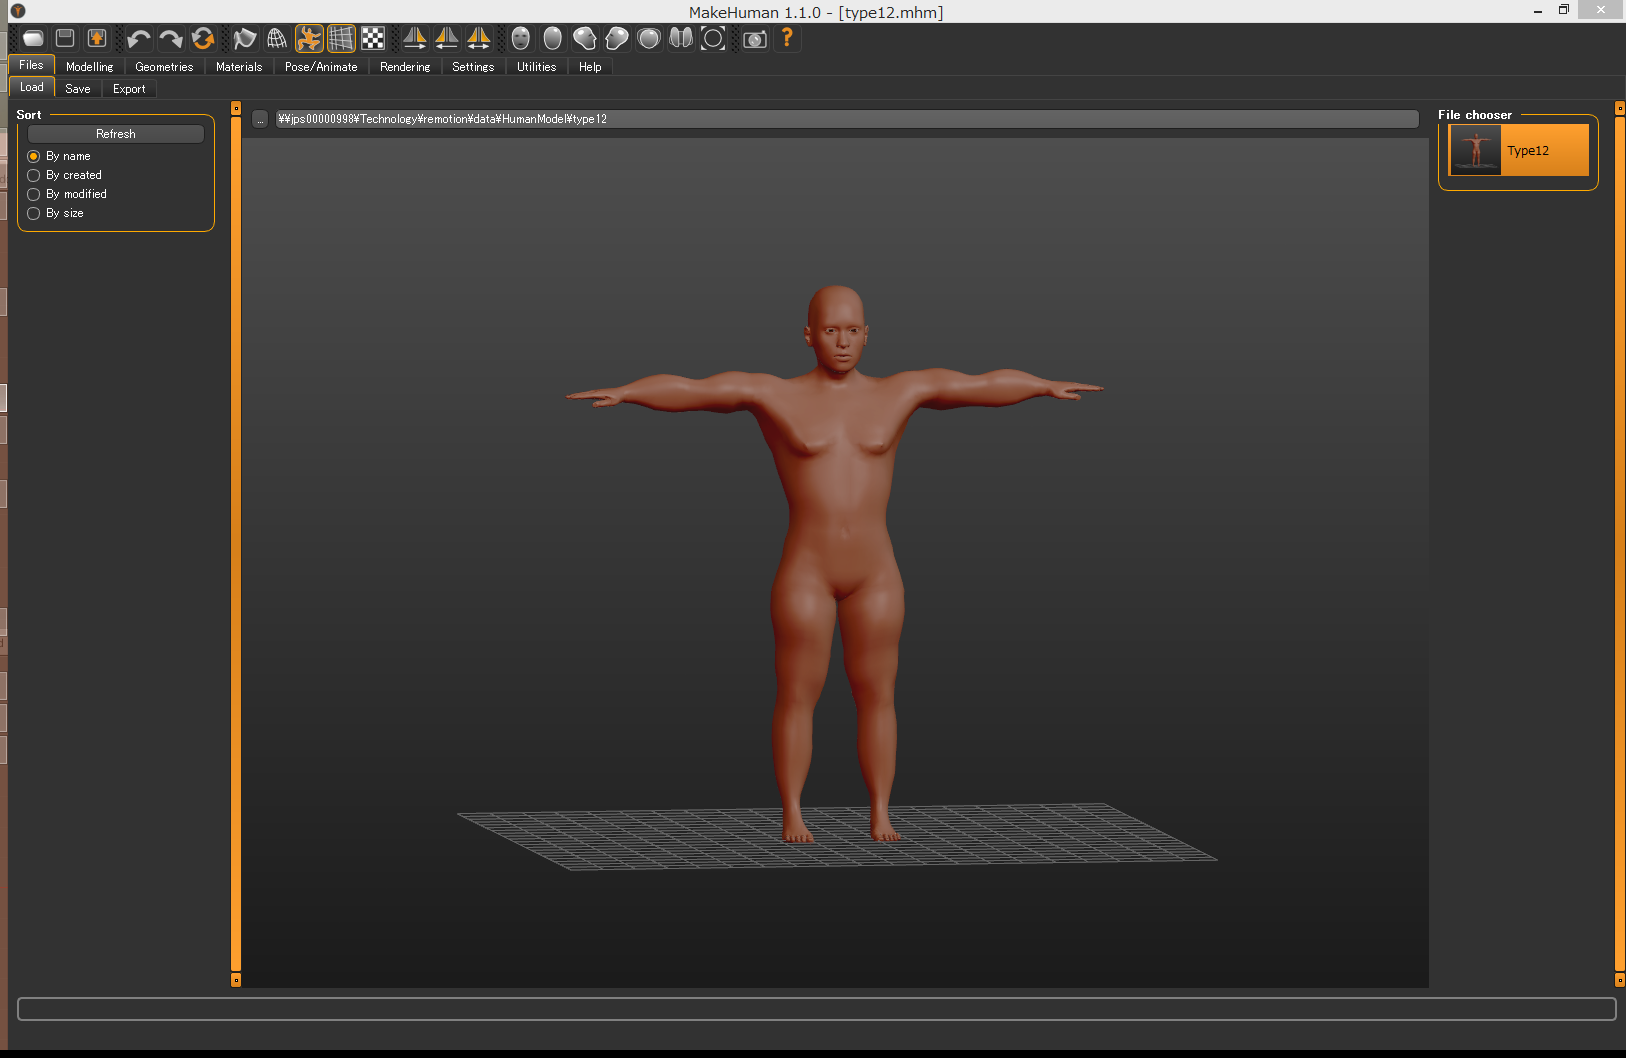 MakeHuman 1.1.0 - [type12.mhm]
Files Modelling Geometries Materials Pose/Animate Rendering Settings Utilities Help
Load Save Export
Sort
Refresh
By name
By created
By modified
By size
... ¥¥jps00000998¥Technology¥remotion¥data¥HumanModel¥type12
File chooser
Type12